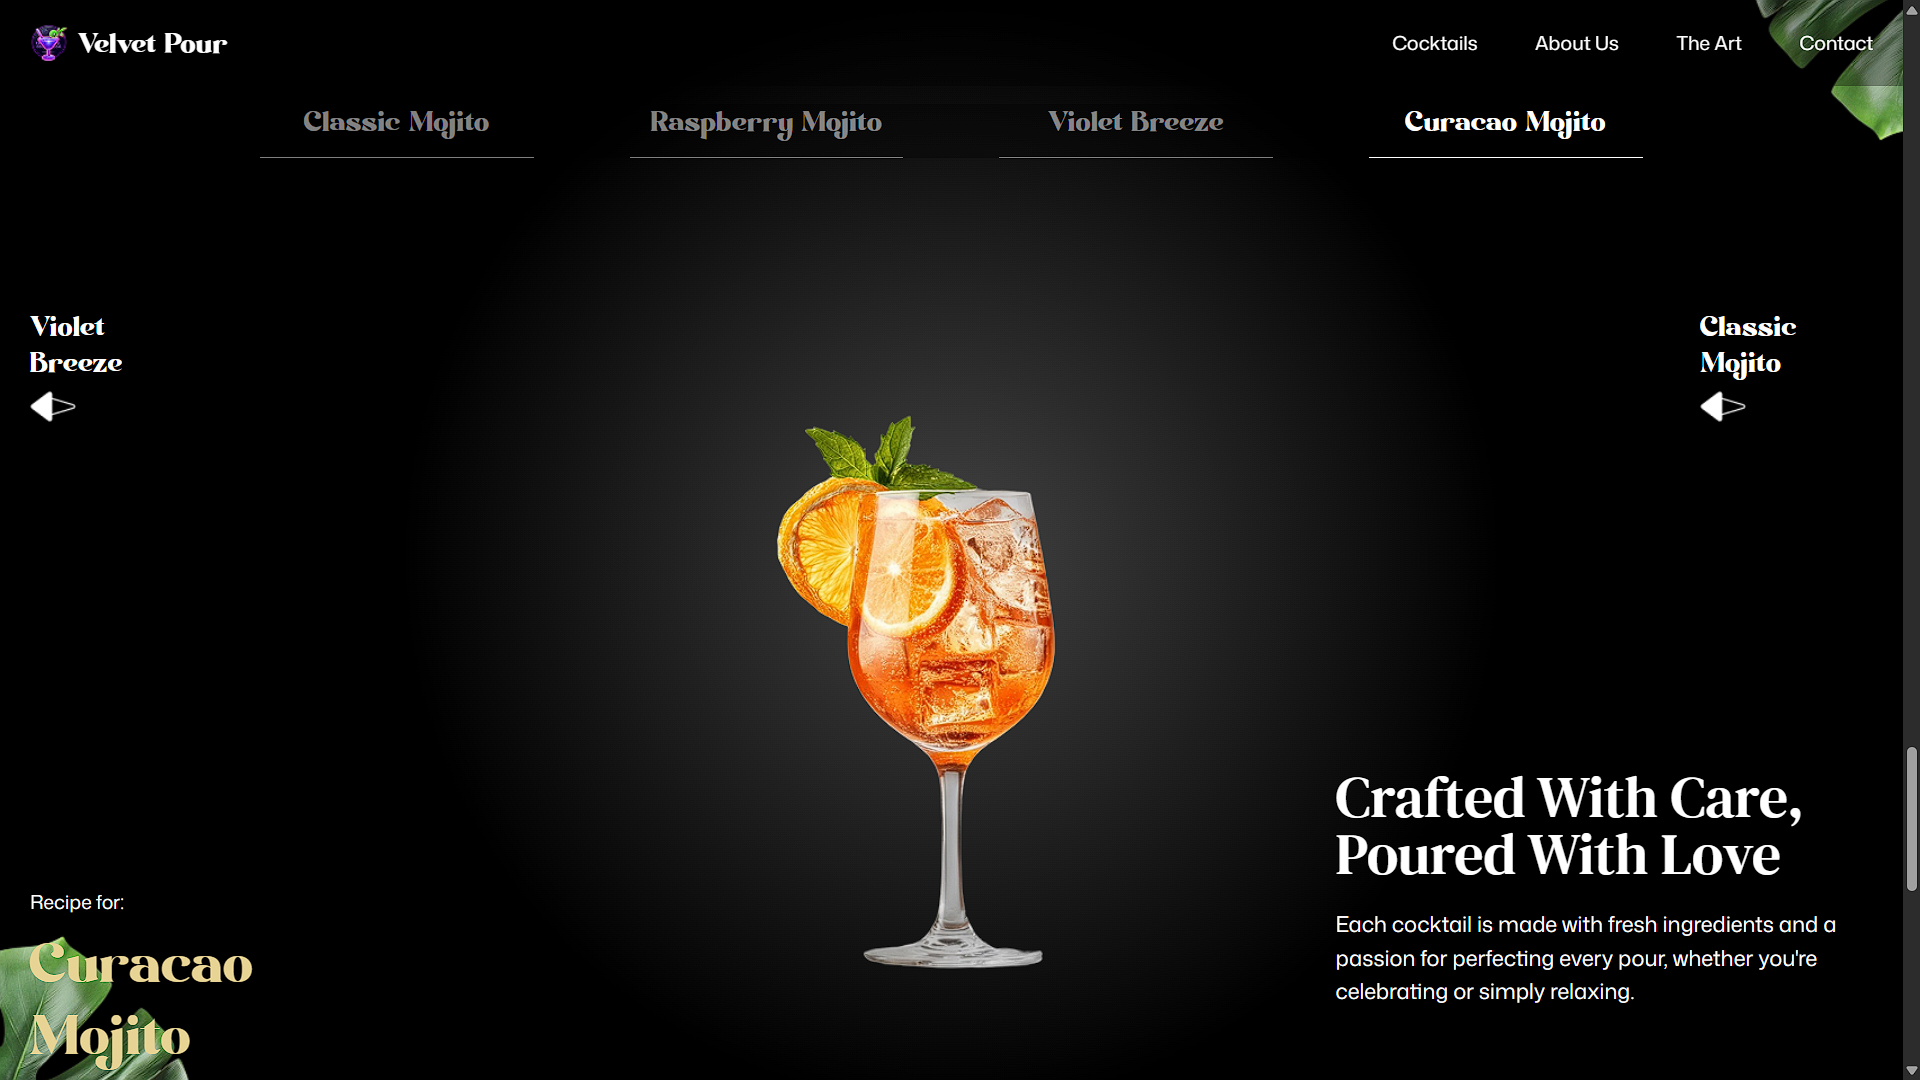 Velvet Pour
Cocktails
About Us
The Art
Contact
Classic Mojito
Raspberry Mojito
Violet Breeze
Curacao Mojito
Violet
Breeze
Classic
Mojito
Crafted With Care,
Poured With Love
Each cocktail is made with fresh ingredients and a
passion for perfecting every pour, whether you're
celebrating or simply relaxing.
Recipe for:
Curacao
Mojito